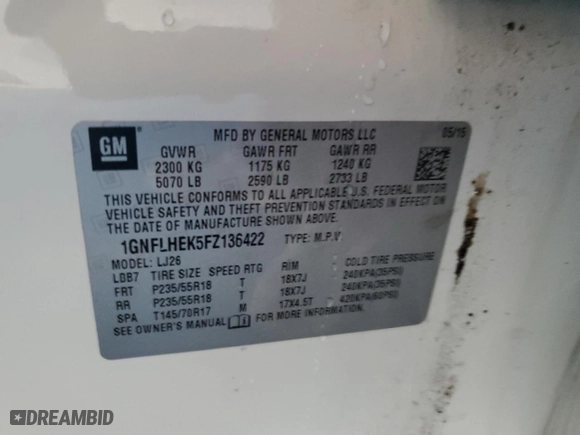 GM
MFD BY GENERAL MOTORS LLC 05/15
GVWR GAWR FRT GAWR RR
2300 KG 1175 KG 1240 KG
5070 LB 2590 LB 2733 LB
THIS VEHICLE CONFORMS TO ALL APPLICABLE U.S. FEDERAL MOTOR
VEHICLE SAFETY AND THEFT PREVENTION STANDARDS IN EFFECT ON
THE DATE OF MANUFACTURE SHOWN ABOVE.
1GNFLHEK5FZ136422 TYPE: M.P.V.
MODEL: LJ26
LDB7 TIRE SIZE SPEED RTG RIM COLD TIRE PRESSURE
FRT P235/55R18 T 18X7J 240KPA(35PSI)
RR P235/55R18 T 18X7J 240KPA(35PSI)
SPA T145/70R17 M 17X4.5T 420KPA(60PSI)
SEE OWNER'S MANUAL FOR MORE INFORMATION.
DREAMBID